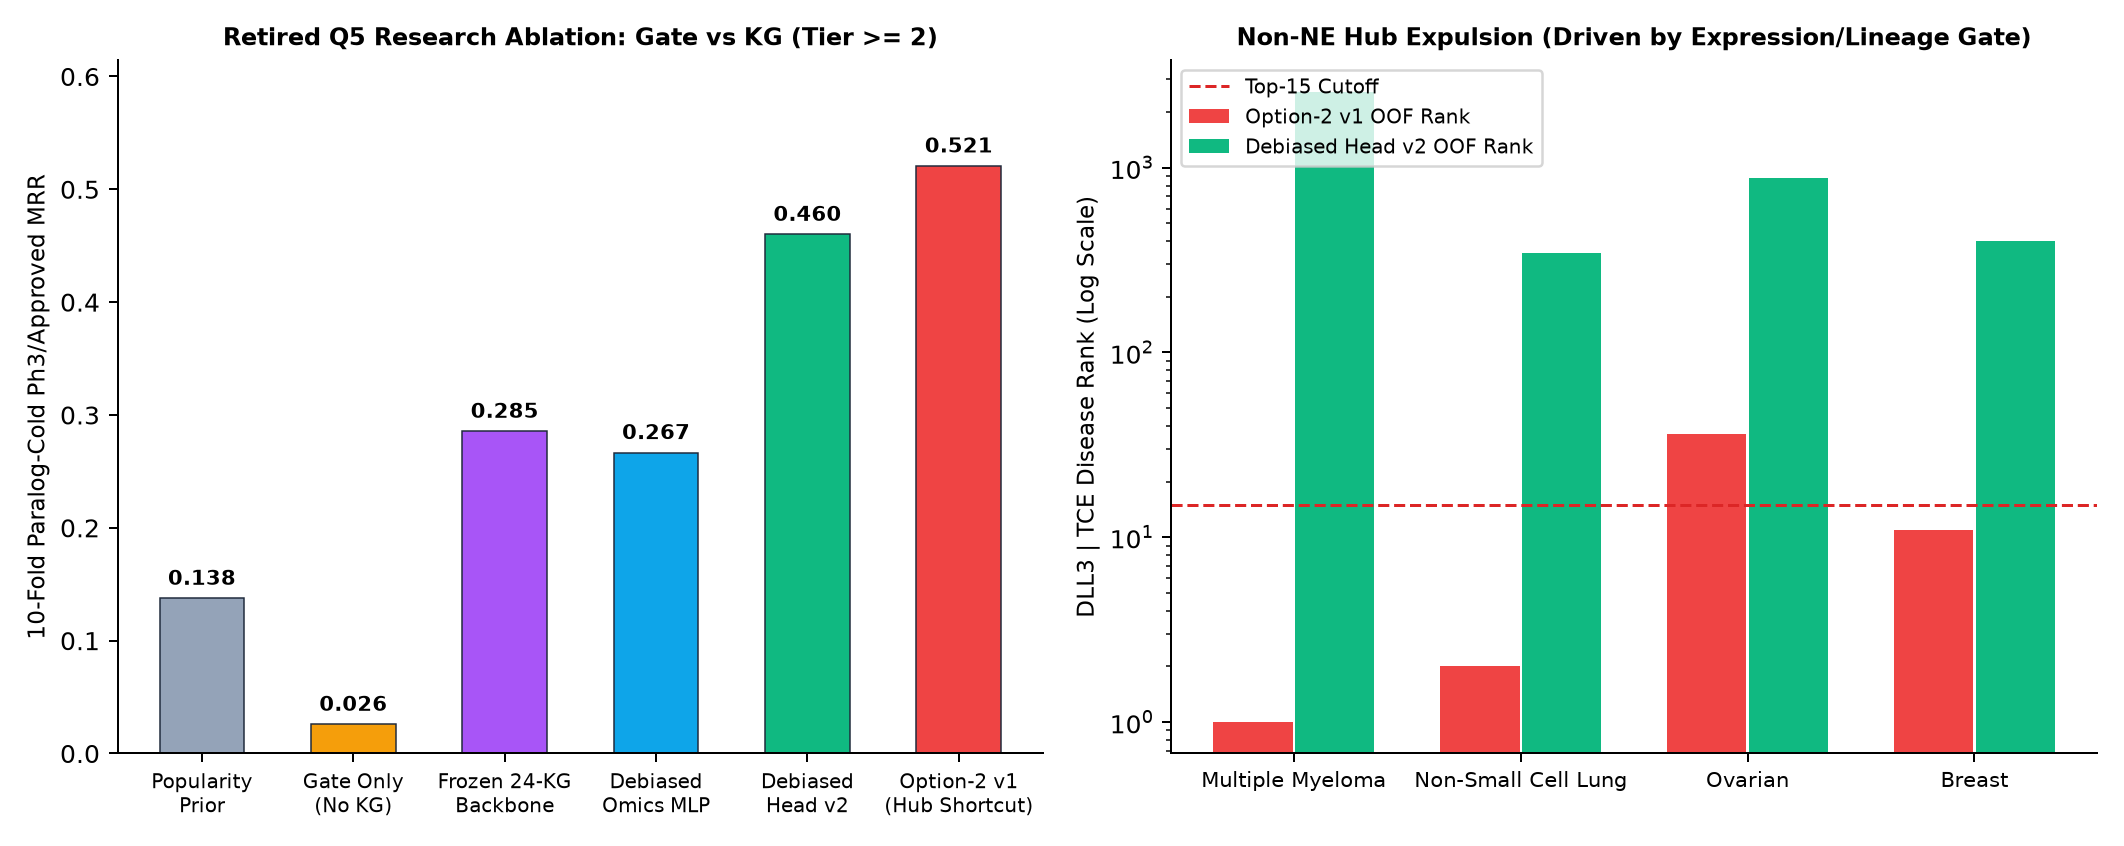 Retired Q5 Research Ablation: Gate vs KG (Tier >= 2)
10-Fold Paralog-Cold Ph3/Approved MRR
0.6
0.5
0.4
0.3
0.2
0.1
0.0
0.138
0.026
0.285
0.267
0.460
0.521
Popularity
Prior
Gate Only
(No KG)
Frozen 24-KG
Backbone
Debiased
Omics MLP
Debiased
Head v2
Option-2 v1
(Hub Shortcut)
Non-NE Hub Expulsion (Driven by Expression/Lineage Gate)
DLL3 | TCE Disease Rank (Log Scale)
10³
10²
10¹
10⁰
Top-15 Cutoff
Option-2 v1 OOF Rank
Debiased Head v2 OOF Rank
Multiple Myeloma
Non-Small Cell Lung
Ovarian
Breast